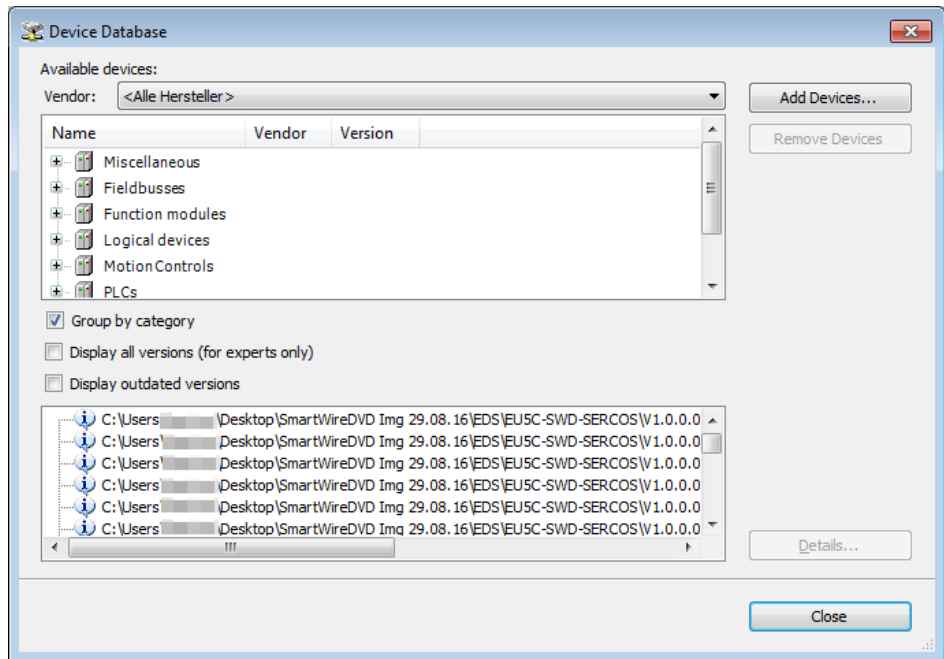 Device Database
Available devices:
Vendor: <Alle Hersteller>
Add Devices...
Name Vendor Version
Remove Devices
Miscellaneous
Fieldbusses
Function modules
Logical devices
Motion Controls
PLCs
Group by category
Display all versions (for experts only)
Display outdated versions
C:\Users \Desktop\SmartWireDVD Img 29.08.16\EDS\EU5C-SWD-SERCOS\V1.0.0.0
C:\Users \Desktop\SmartWireDVD Img 29.08.16\EDS\EU5C-SWD-SERCOS\V1.0.0.0
C:\Users \Desktop\SmartWireDVD Img 29.08.16\EDS\EU5C-SWD-SERCOS\V1.0.0.0
C:\Users \Desktop\SmartWireDVD Img 29.08.16\EDS\EU5C-SWD-SERCOS\V1.0.0.0
C:\Users \Desktop\SmartWireDVD Img 29.08.16\EDS\EU5C-SWD-SERCOS\V1.0.0.0
C:\Users \Desktop\SmartWireDVD Img 29.08.16\EDS\EU5C-SWD-SERCOS\V1.0.0.0
Details...
Close